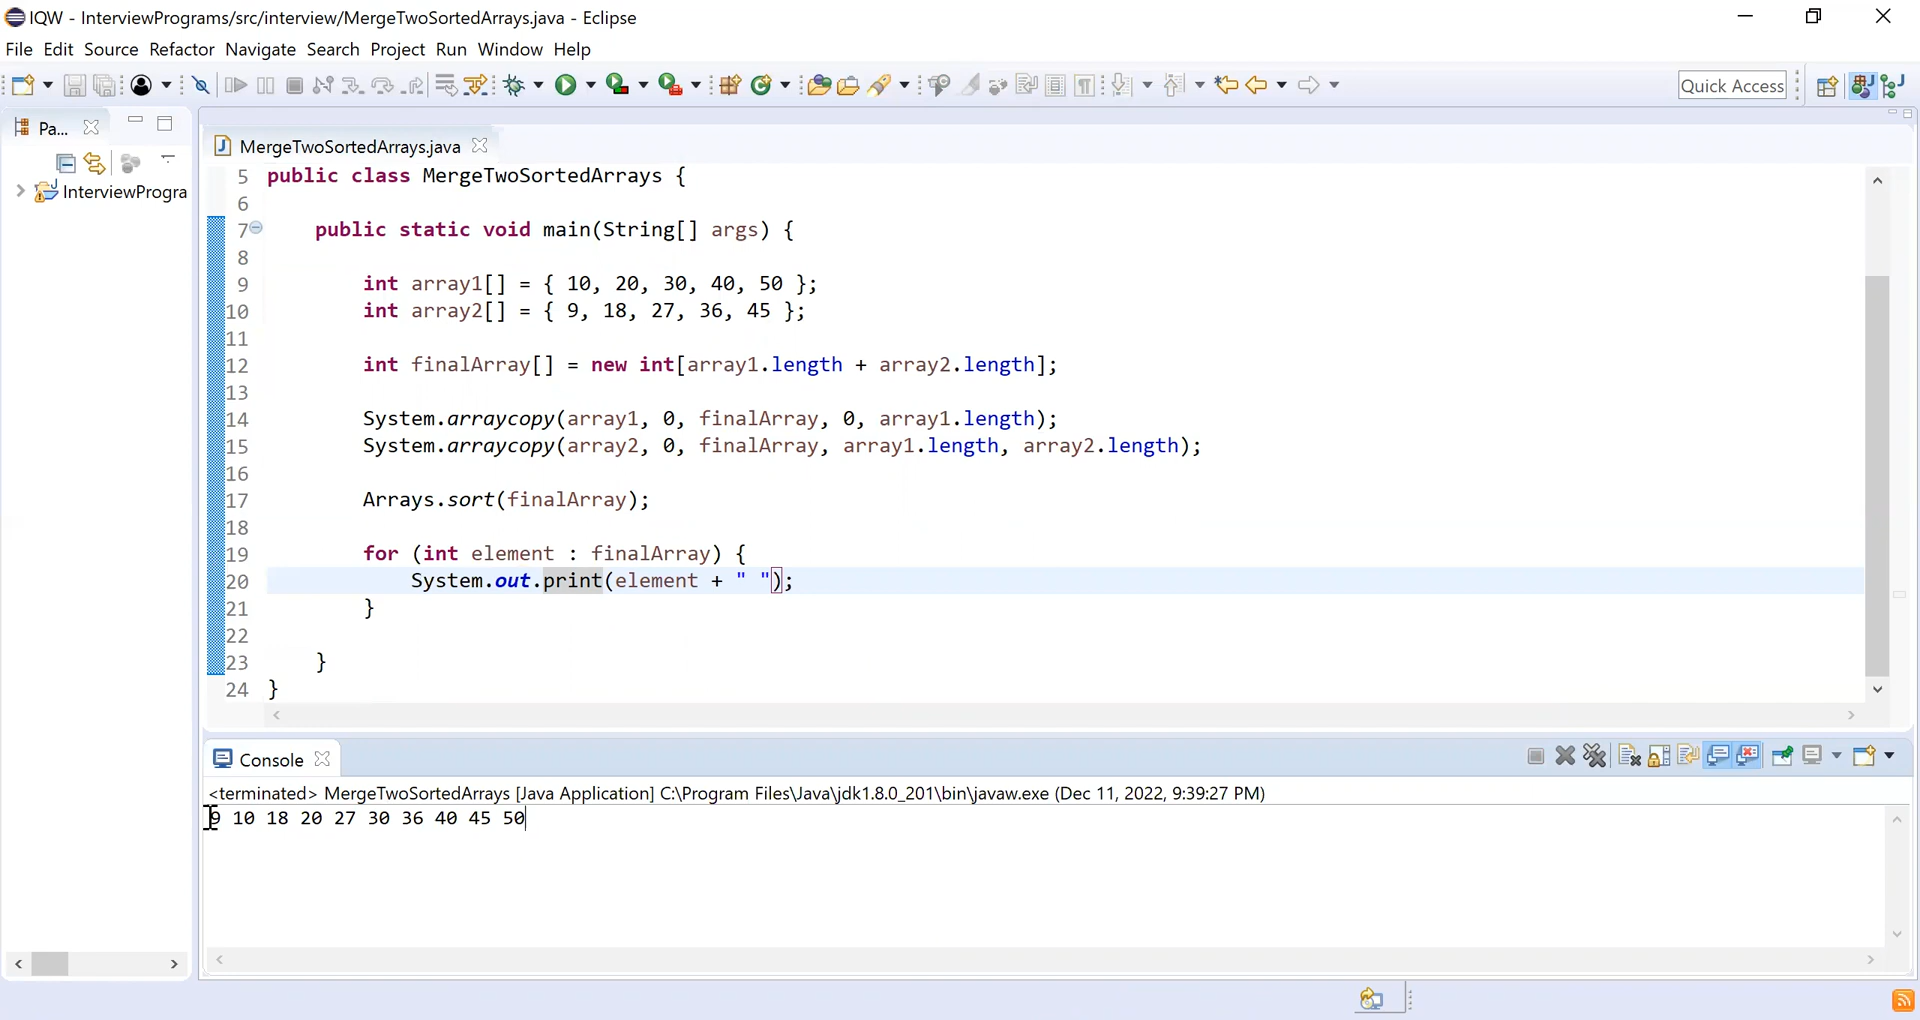 IQW - InterviewPrograms/src/interview/MergeTwoSortedArrays.java - Eclipse
File Edit Source Refactor Navigate Search Project Run Window Help
Quick Access
Pa...
MergeTwoSortedArrays.java
InterviewProgra
5 public class MergeTwoSortedArrays {
6
7 public static void main(String[] args) {
8
9 int array1[] = { 10, 20, 30, 40, 50 };
10 int array2[] = { 9, 18, 27, 36, 45 };
11
12 int finalArray[] = new int[array1.length + array2.length];
13
14 System.arraycopy(array1, 0, finalArray, 0, array1.length);
15 System.arraycopy(array2, 0, finalArray, array1.length, array2.length);
16
17 Arrays.sort(finalArray);
18
19 for (int element : finalArray) {
20 System.out.print(element + " ");
21 }
22
23 }
24 }
Console
<terminated> MergeTwoSortedArrays [Java Application] C:\Program Files\Java\jdk1.8.0_201\bin\javaw.exe (Dec 11, 2022, 9:39:27 PM)
9 10 18 20 27 30 36 40 45 50